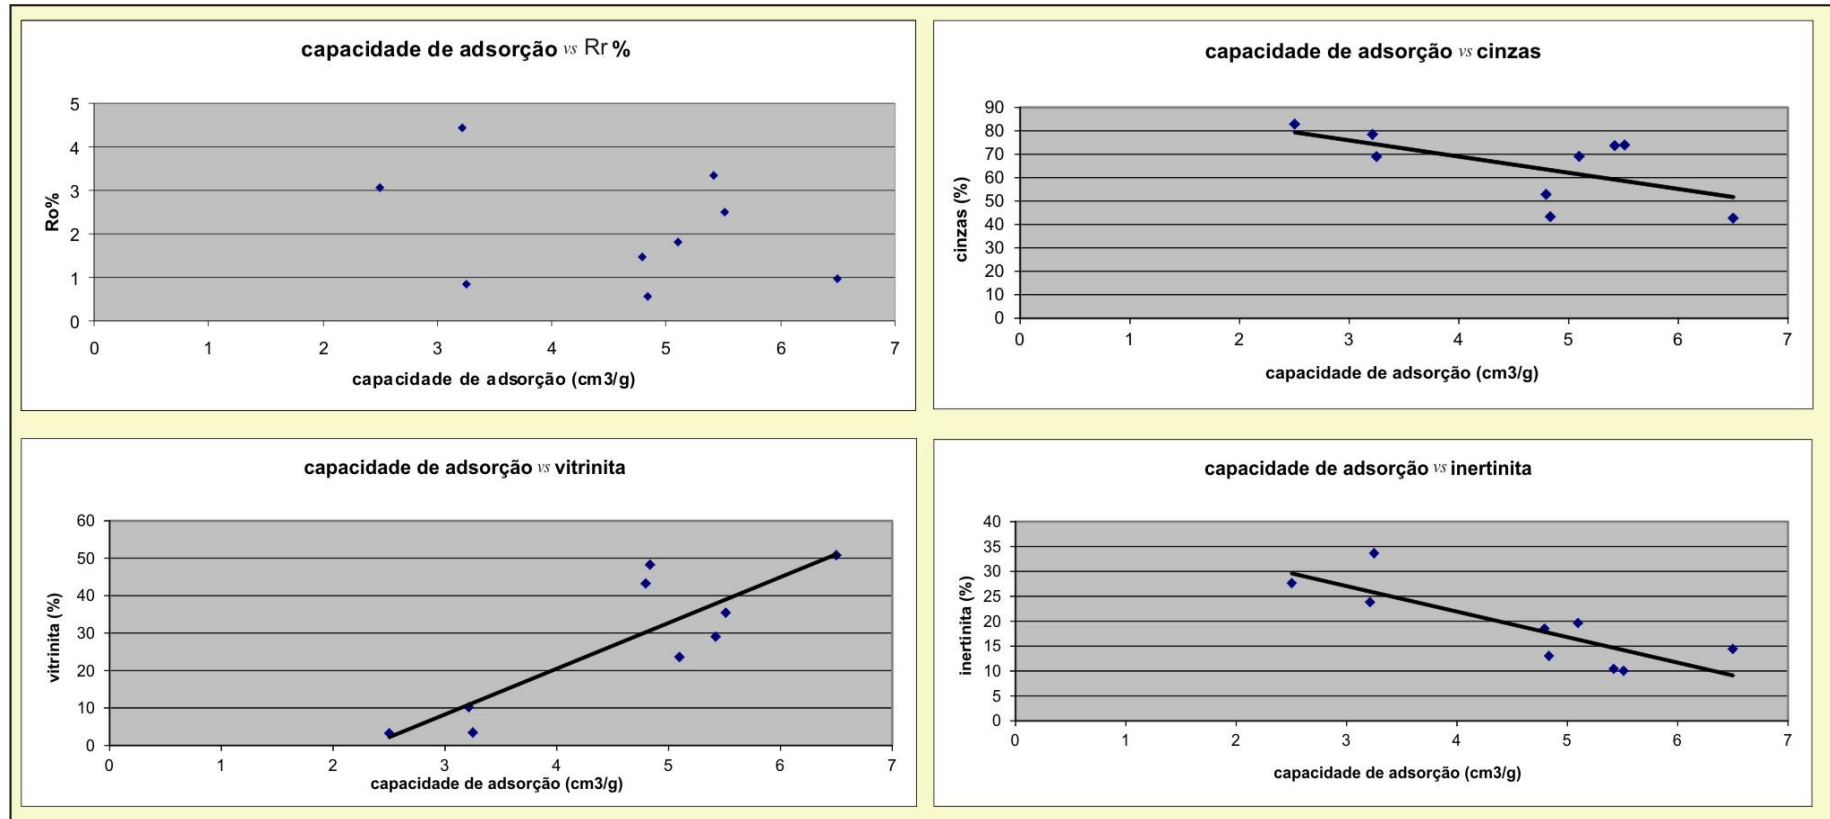 capacidade de adsorção vs Rr %
5
4
3
2
1
0
Ro%
0 1 2 3 4 5 6 7
capacidade de adsorção (cm3/g)
capacidade de adsorção vs cinzas
90
80
70
60
50
40
30
20
10
0
cinzas (%)
0 1 2 3 4 5 6 7
capacidade de adsorção (cm3/g)
capacidade de adsorção vs vitrinita
60
50
40
30
20
10
0
vitrinita (%)
0 1 2 3 4 5 6 7
capacidade de adsorção (cm3/g)
capacidade de adsorção vs inertinita
40
35
30
25
20
15
10
5
0
inertinita (%)
0 1 2 3 4 5 6 7
capacidade de adsorção (cm3/g)